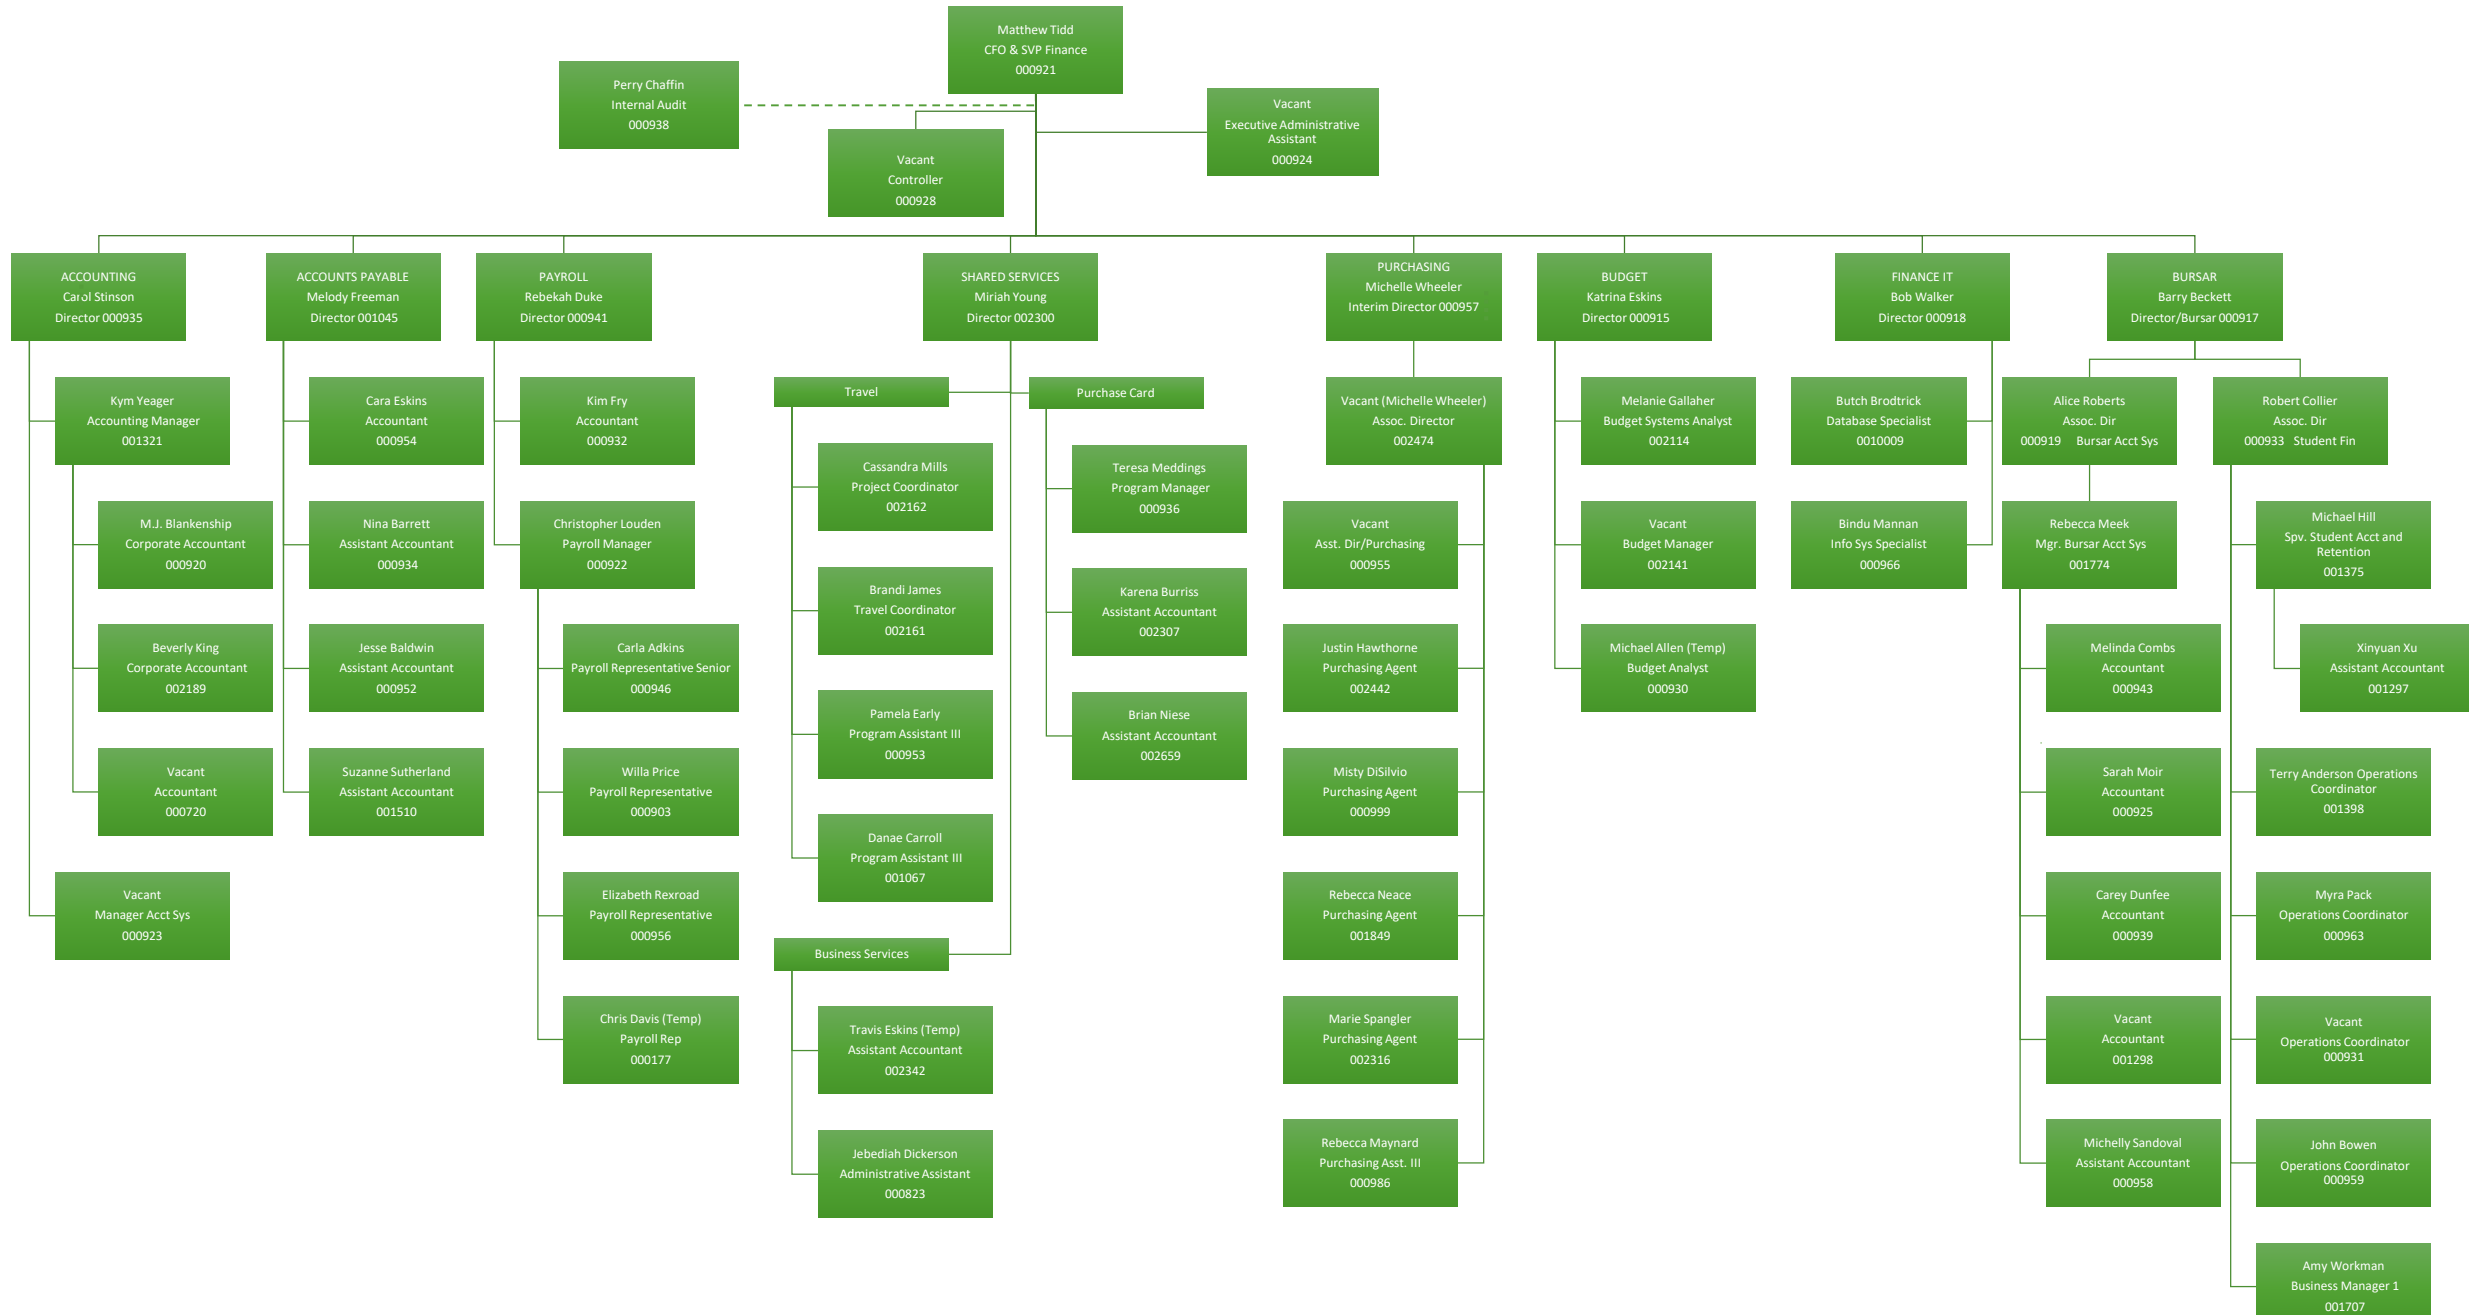 Matthew Tidd
CFO & SVP Finance
000921
Perry Chaffin
Internal Audit
000938
Vacant
Executive Administrative
Assistant
000924
Vacant
Controller
000928
ACCOUNTING
Carol Stinson
Director 000935
Kym Yeager
Accounting Manager
001321
M.J. Blankenship
Corporate Accountant
000920
Beverly King
Corporate Accountant
002189
Vacant
Accountant
000720
Vacant
Manager Acct Sys
000923
ACCOUNTS PAYABLE
Melody Freeman
Director 001045
Cara Eskins
Accountant
000954
Nina Barrett
Assistant Accountant
000934
Jesse Baldwin
Assistant Accountant
000952
Suzanne Sutherland
Assistant Accountant
001510
PAYROLL
Rebekah Duke
Director 000941
Kim Fry
Accountant
000932
Christopher Louden
Payroll Manager
000922
Carla Adkins
Payroll Representative Senior
000946
Willa Price
Payroll Representative
000903
Elizabeth Rexroad
Payroll Representative
000956
Chris Davis (Temp)
Payroll Rep
000177
SHARED SERVICES
Miriah Young
Director 002300
Travel
Cassandra Mills
Project Coordinator
002162
Brandi James
Travel Coordinator
002161
Pamela Early
Program Assistant III
000953
Danae Carroll
Program Assistant III
001067
Purchase Card
Teresa Meddings
Program Manager
000936
Karena Burriss
Assistant Accountant
002307
Brian Niese
Assistant Accountant
002659
Business Services
Travis Eskins (Temp)
Assistant Accountant
002342
Jebediah Dickerson
Administrative Assistant
000823
PURCHASING
Michelle Wheeler
Interim Director 000957
Vacant (Michelle Wheeler)
Assoc. Director
002474
Vacant
Asst. Dir/Purchasing
000955
Justin Hawthorne
Purchasing Agent
002442
Misty DiSilvio
Purchasing Agent
000999
Rebecca Neace
Purchasing Agent
001849
Marie Spangler
Purchasing Agent
002316
Rebecca Maynard
Purchasing Asst. III
000986
BUDGET
Katrina Eskins
Director 000915
Melanie Gallaher
Budget Systems Analyst
002114
Vacant
Budget Manager
002141
Michael Allen (Temp)
Budget Analyst
000930
FINANCE IT
Bob Walker
Director 000918
Butch Brodtrick
Database Specialist
0010009
Bindu Mannan
Info Sys Specialist
000966
BURSAR
Barry Beckett
Director/Bursar 000917
Alice Roberts
Assoc. Dir
000919 Bursar Acct Sys
Rebecca Meek
Mgr. Bursar Acct Sys
001774
Melinda Combs
Accountant
000943
Sarah Moir
Accountant
000925
Carey Dunfee
Accountant
000939
Vacant
Accountant
001298
Michelly Sandoval
Assistant Accountant
000958
Robert Collier
Assoc. Dir
000933 Student Fin
Michael Hill
Spv. Student Acct and
Retention
001375
Xinyuan Xu
Assistant Accountant
001297
Terry Anderson Operations
Coordinator
001398
Myra Pack
Operations Coordinator
000963
Vacant
Operations Coordinator
000931
John Bowen
Operations Coordinator
000959
Amy Workman
Business Manager 1
001707